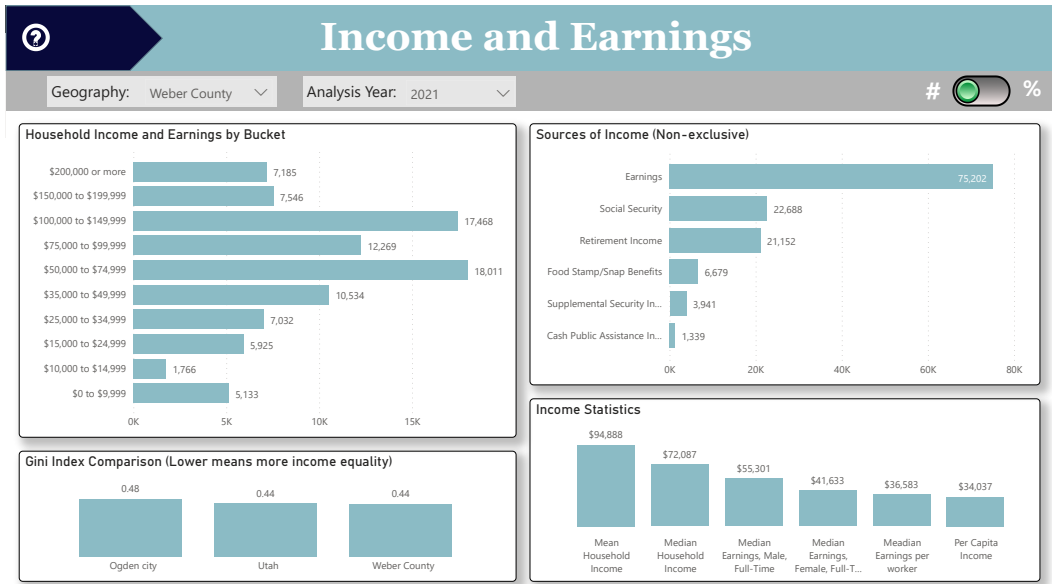 Income and Earnings
Geography: Weber County
Analysis Year: 2021
# %
Household Income and Earnings by Bucket
$200,000 or more 7,185
$150,000 to $199,999 7,546
$100,000 to $149,999 17,468
$75,000 to $99,999 12,269
$50,000 to $74,999 18,011
$35,000 to $49,999 10,534
$25,000 to $34,999 7,032
$15,000 to $24,999 5,925
$10,000 to $14,999 1,766
$0 to $9,999 5,133
0K 5K 10K 15K
Gini Index Comparison (Lower means more income equality)
0.48 0.44 0.44
Ogden city Utah Weber County
Sources of Income (Non-exclusive)
Earnings 75,202
Social Security 22,688
Retirement Income 21,152
Food Stamp/Snap Benefits 6,679
Supplemental Security In... 3,941
Cash Public Assistance In... 1,339
0K 20K 40K 60K 80K
Income Statistics
$94,888 $72,087 $55,301 $41,633 $36,583 $34,037
Mean Median Median Median Meadian Per Capita
Household Household Earnings, Male, Earnings, Earnings per Income
Income Income Full-Time Female, Full-T... worker